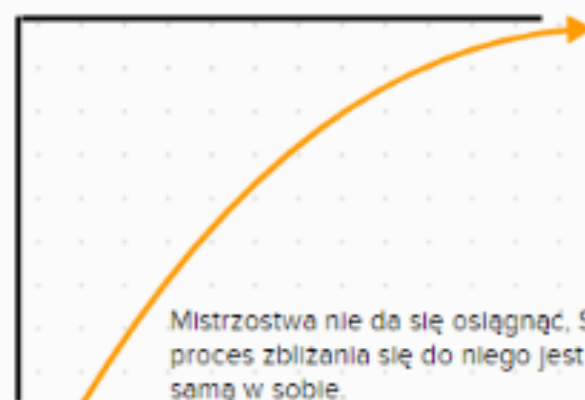 Mistrzostwa nie da się osiągnąć. S
proces zbliżania się do niego jest
samą w sobie.